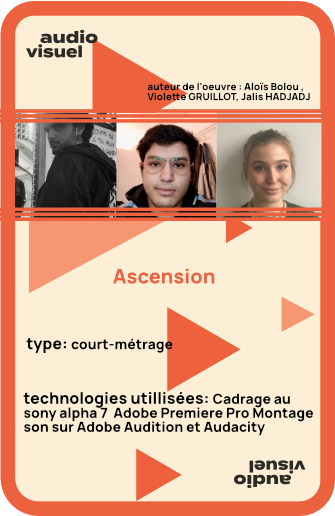 audio
visuel
auteur de l'oeuvre : Aloïs Bolou ,
Violette GRUILLOT, Jalis HADJADJ
Ascension
type: court-métrage
technologies utillisées: Cadrage au
sony alpha 7 Adobe Premiere Pro Montage
son sur Adobe Audition et Audacity
audio
visuel